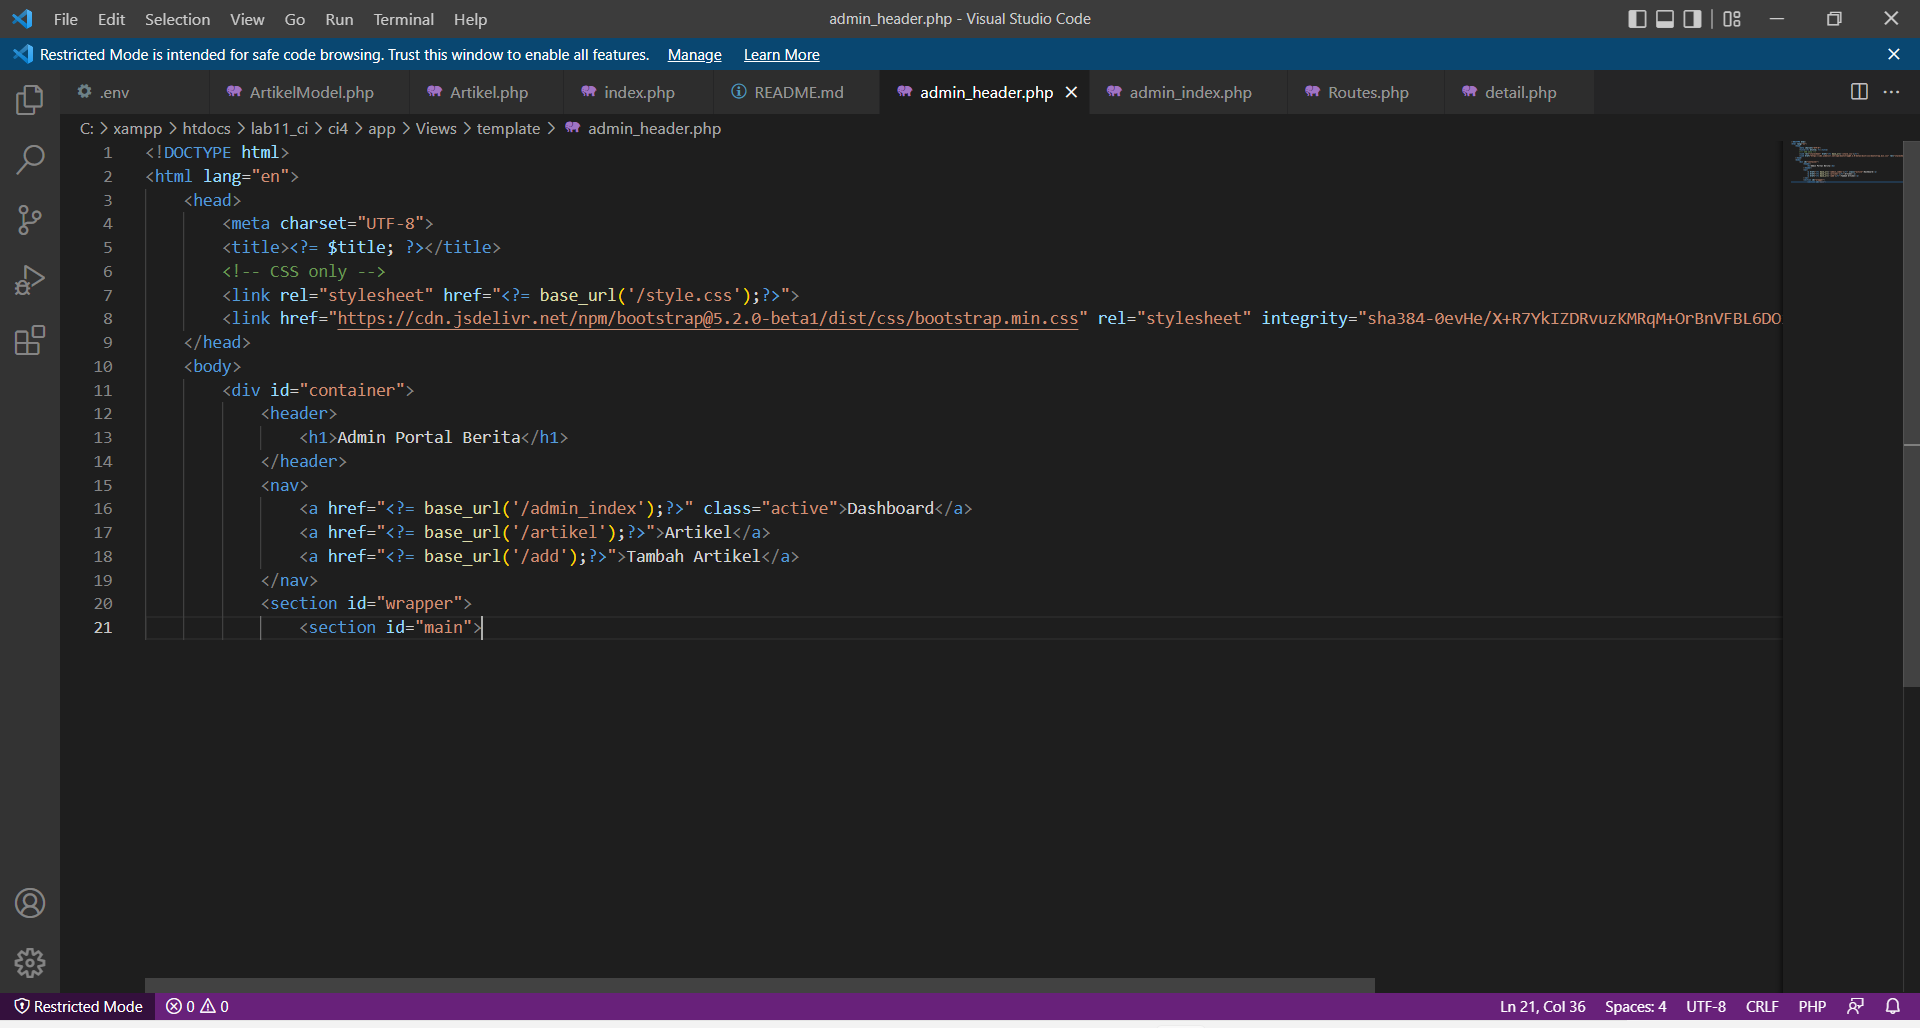 File Edit Selection View Go Run Terminal Help admin_header.php - Visual Studio Code
Restricted Mode is intended for safe code browsing. Trust this window to enable all features. Manage Learn More
.env ArtikelModel.php Artikel.php index.php README.md admin_header.php admin_index.php Routes.php detail.php
C: > xampp > htdocs > lab11_ci > ci4 > app > Views > template > admin_header.php
1 <!DOCTYPE html>
2 <html lang="en">
3 <head>
4 <meta charset="UTF-8">
5 <title><?= $title; ?></title>
6 <!-- CSS only -->
7 <link rel="stylesheet" href="<?= base_url('/style.css');?>">
8 <link href="https://cdn.jsdelivr.net/npm/bootstrap@5.2.0-beta1/dist/css/bootstrap.min.css" rel="stylesheet" integrity="sha384-0evHe/X+R7YkIZDRvuzKMRqM+OrBnVFBL6DO
9 </head>
10 <body>
11 <div id="container">
12 <header>
13 <h1>Admin Portal Berita</h1>
14 </header>
15 <nav>
16 <a href="<?= base_url('/admin_index');?>" class="active">Dashboard</a>
17 <a href="<?= base_url('/artikel');?>">Artikel</a>
18 <a href="<?= base_url('/add');?>">Tambah Artikel</a>
19 </nav>
20 <section id="wrapper">
21 <section id="main">
Restricted Mode 0 0 Ln 21, Col 36 Spaces: 4 UTF-8 CRLF PHP